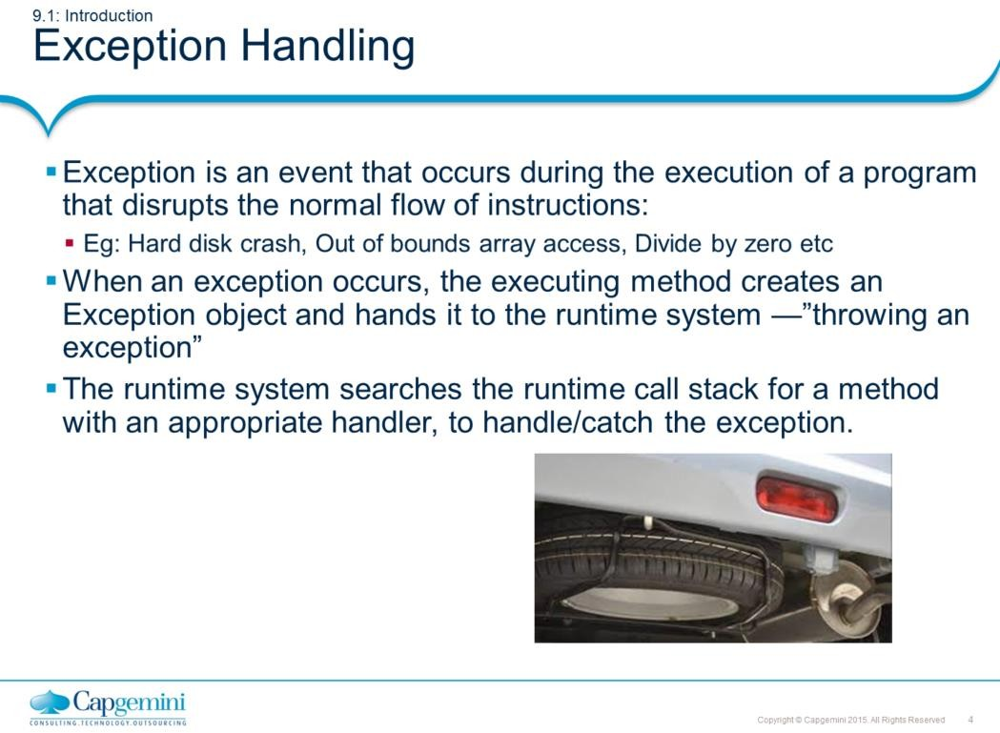 9.1: Introduction
Exception Handling
▪ Exception is an event that occurs during the execution of a program
that disrupts the normal flow of instructions:
▪ Eg: Hard disk crash, Out of bounds array access, Divide by zero etc
▪ When an exception occurs, the executing method creates an
Exception object and hands it to the runtime system —”throwing an
exception”
▪ The runtime system searches the runtime call stack for a method
with an appropriate handler, to handle/catch the exception.
Capgemini
CONSULTING.TECHNOLOGY.OUTSOURCING
Copyright © Capgemini 2015. All Rights Reserved
4